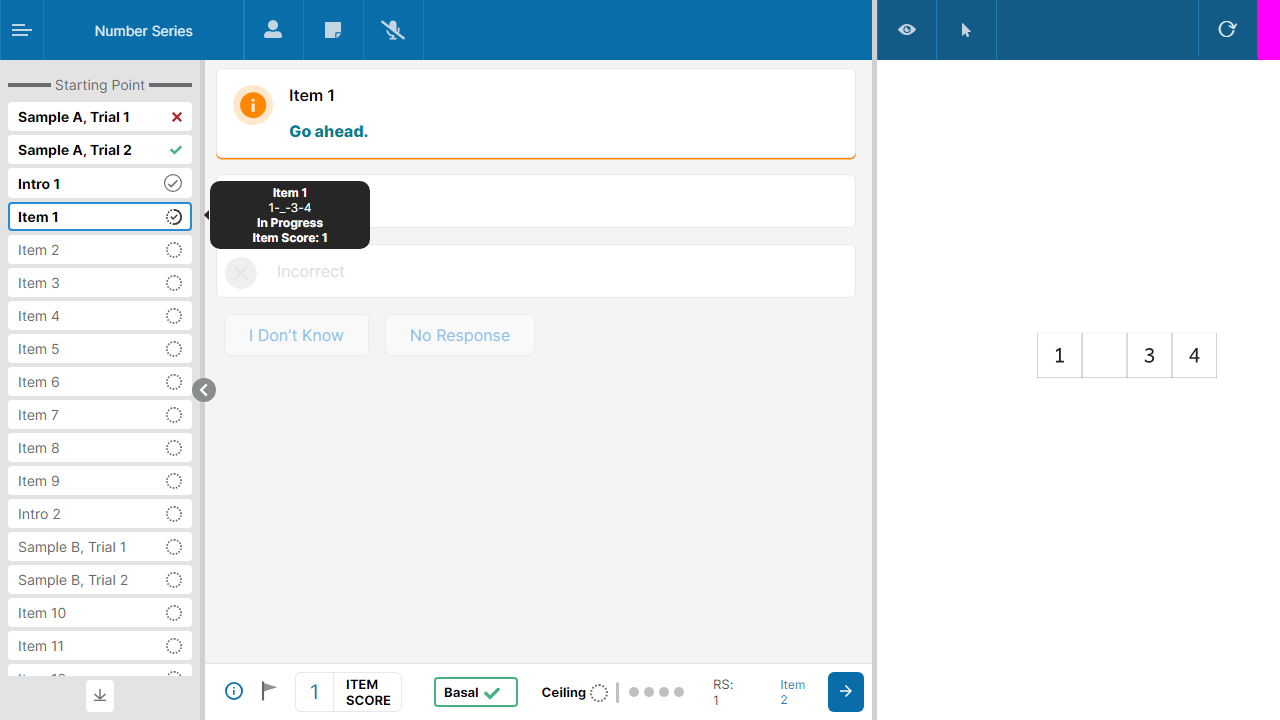 Number Series
Starting Point
Sample A, Trial 1
Sample A, Trial 2
Intro 1
Item 1
Item 2
Item 3
Item 4
Item 5
Item 6
Item 7
Item 8
Item 9
Intro 2
Sample B, Trial 1
Sample B, Trial 2
Item 10
Item 11
Item 1
Go ahead.
Item 1
1-_-3-4
In Progress
Item Score: 1
Incorrect
I Don't Know
No Response
1 ITEM SCORE
Basal
Ceiling
RS: 1
Item 2
1 3 4